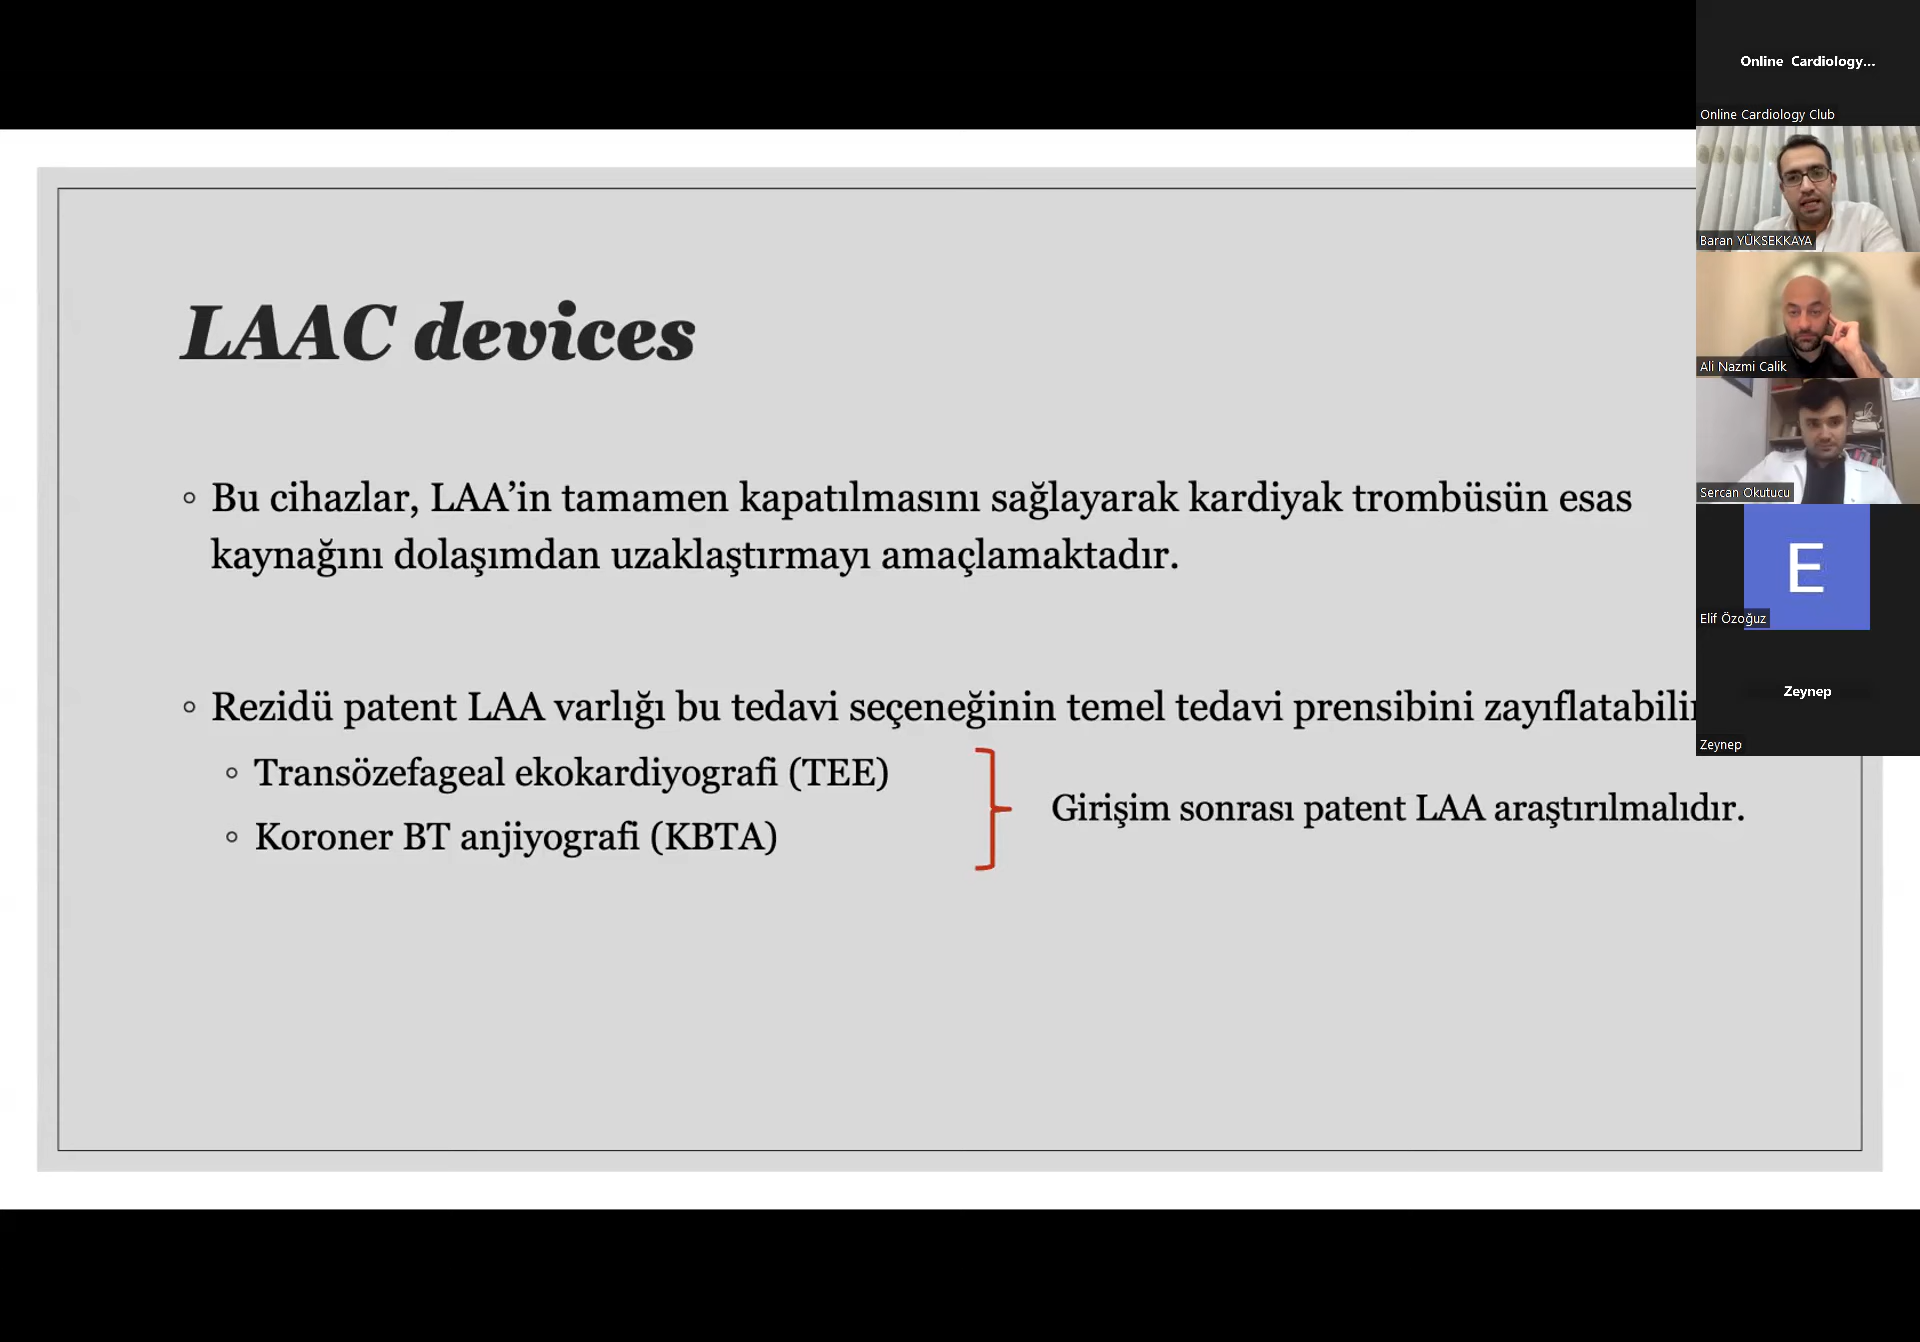 LAAC devices
◦ Bu cihazlar, LAA’in tamamen kapatılmasını sağlayarak kardiyak trombüsün esas
kaynağını dolaşımdan uzaklaştırmayı amaçlamaktadır.
◦ Rezidü patent LAA varlığı bu tedavi seçeneğinin temel tedavi prensibini zayıflatabilir
◦ Transözefageal ekokardiyografi (TEE)
◦ Koroner BT anjiyografi (KBTA)
Girişim sonrası patent LAA araştırılmalıdır.
Online Cardiology...
Online Cardiology Club
Baran YÜKSEKKAYA
Ali Nazmi Calik
Sercan Okutucu
E
Elif Özoğuz
Zeynep
Zeynep